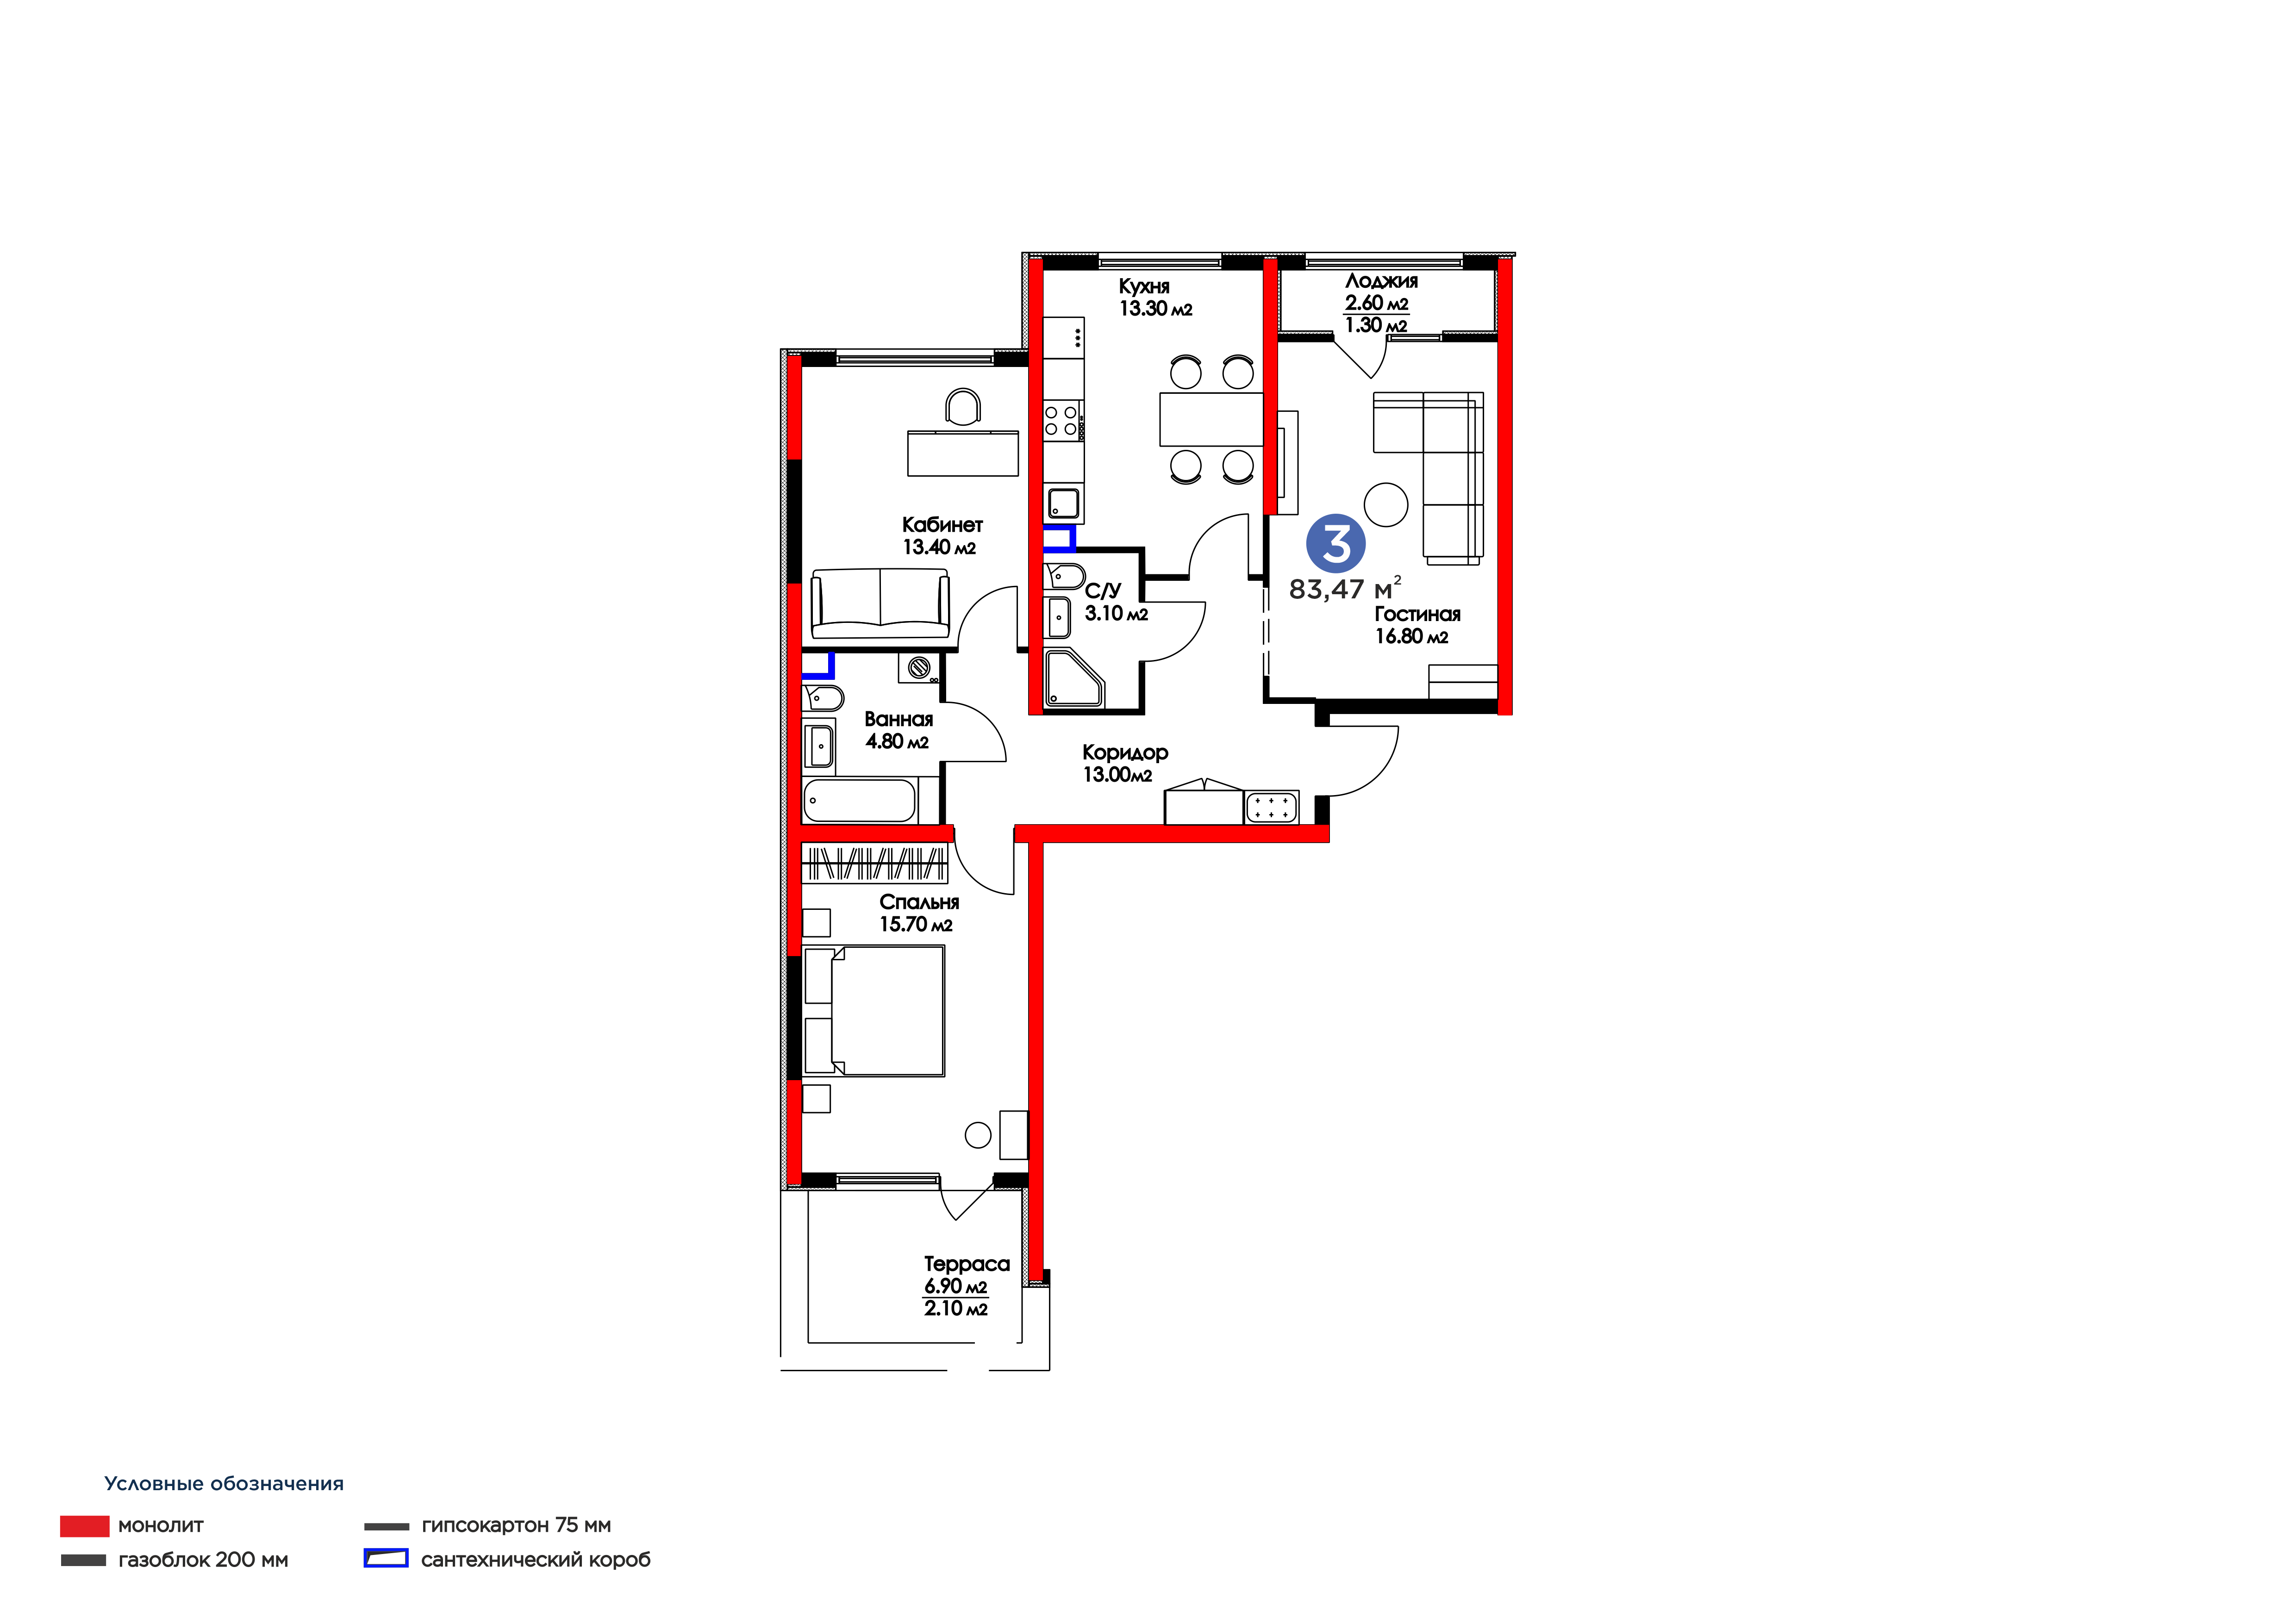 Кухня
13.30 м2
Лоджия
2.60 м2
1.30 м2
Кабинет
13.40 м2
С/У
3.10 м2
3
83,47 м²
Гостиная
16.80 м2
Ванная
4.80 м2
Коридор
13.00м2
Спальня
15.70 м2
Терраса
6.90 м2
2.10 м2
Условные обозначения
монолит
газоблок 200 мм
гипсокартон 75 мм
сантехнический короб